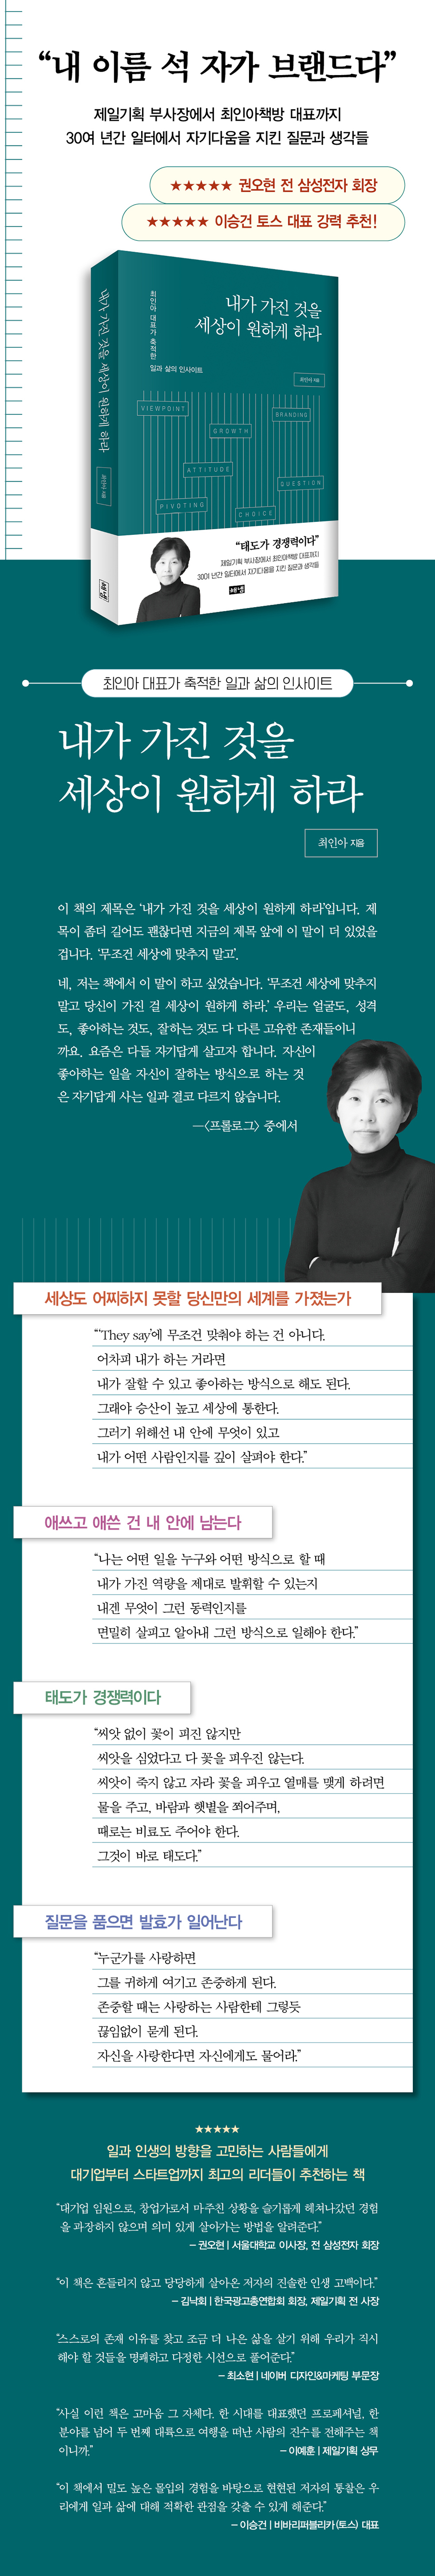 “내 이름 석 자가 브랜드다”
제일기획 부사장에서 최인아책방 대표까지
30여 년간 일터에서 자기다움을 지킨 질문과 생각들
★★★★★ 권오현 전 삼성전자 회장
★★★★★ 이승건 토스 대표 강력 추천!
내가 가진 것을 세상이 원하게 하라
최인아 지음
최인아 대표가 축적한
일과 삶의 인사이트
내가 가진 것을
세상이 원하게 하라
최인아 지음
VIEWPOINT
BRANDING
GROWTH
ATTITUDE
QUESTION
PIVOTING
CHOICE
“태도가 경쟁력이다”
제일기획 부사장에서 최인아책방 대표까지
30여 년간 일터에서 자기다움을 지킨 질문과 생각들
해냄
해냄
최인아 대표가 축적한 일과 삶의 인사이트
내가 가진 것을
세상이 원하게 하라
최인아 지음
이 책의 제목은 ‘내가 가진 것을 세상이 원하게 하라’입니다. 제
목이 좀더 길어도 괜찮다면 지금의 제목 앞에 이 말이 더 있었을
겁니다. ‘무조건 세상에 맞추지 말고’.
네, 저는 책에서 이 말이 하고 싶었습니다. ‘무조건 세상에 맞추지
말고 당신이 가진 걸 세상이 원하게 하라.’ 우리는 얼굴도, 성격
도, 좋아하는 것도, 잘하는 것도 다 다른 고유한 존재들이니
까요. 요즘은 다들 자기답게 살고자 합니다. 자신이
좋아하는 일을 자신이 잘하는 방식으로 하는 것
은 자기답게 사는 일과 결코 다르지 않습니다.
—〈프롤로그〉 중에서
세상도 어찌하지 못할 당신만의 세계를 가졌는가
“‘They say’에 무조건 맞춰야 하는 건 아니다.
어차피 내가 하는 거라면
내가 잘할 수 있고 좋아하는 방식으로 해도 된다.
그래야 승산이 높고 세상에 통한다.
그러기 위해선 내 안에 무엇이 있고
내가 어떤 사람인지를 깊이 살펴야 한다.”
애쓰고 애쓴 건 내 안에 남는다
“나는 어떤 일을 누구와 어떤 방식으로 할 때
내가 가진 역량을 제대로 발휘할 수 있는지
내겐 무엇이 그런 동력인지를
면밀히 살피고 알아내 그런 방식으로 일해야 한다.”
태도가 경쟁력이다
“씨앗 없이 꽃이 피진 않지만
씨앗을 심었다고 다 꽃을 피우진 않는다.
씨앗이 죽지 않고 자라 꽃을 피우고 열매를 맺게 하려면
물을 주고, 바람과 햇볕을 쬐어주며,
때로는 비료도 주어야 한다.
그것이 바로 태도다.”
질문을 품으면 발효가 일어난다
“누군가를 사랑하면
그를 귀하게 여기고 존중하게 된다.
존중할 때는 사랑하는 사람한테 그렇듯
끊임없이 묻게 된다.
자신을 사랑한다면 자신에게도 물어라.”
★★★★★
일과 인생의 방향을 고민하는 사람들에게
대기업부터 스타트업까지 최고의 리더들이 추천하는 책
“대기업 임원으로, 창업가로서 마주친 상황을 슬기롭게 헤쳐나갔던 경험
을 과장하지 않으며 의미 있게 살아가는 방법을 알려준다.”
– 권오현 | 서울대학교 이사장, 전 삼성전자 회장
“이 책은 흔들리지 않고 당당하게 살아온 저자의 진솔한 인생 고백이다.”
– 김낙회 | 한국광고총연합회 회장, 제일기획 전 사장
“스스로의 존재 이유를 찾고 조금 더 나은 삶을 살기 위해 우리가 직시
해야 할 것들을 명쾌하고 다정한 시선으로 풀어준다.”
– 최소현 | 네이버 디자인&마케팅 부문장
“사실 이런 책은 고마움 그 자체다. 한 시대를 대표했던 프로페셔널, 한
분야를 넘어 두 번째 대륙으로 여행을 떠난 사람의 진수를 전해주는 책
이니까.” – 이예훈 | 제일기획 상무
“이 책에서 밀도 높은 몰입의 경험을 바탕으로 현현된 저자의 통찰은 우
리에게 일과 삶에 대해 적확한 관점을 갖출 수 있게 해준다.”
– 이승건 | 비바리퍼블리카(토스) 대표